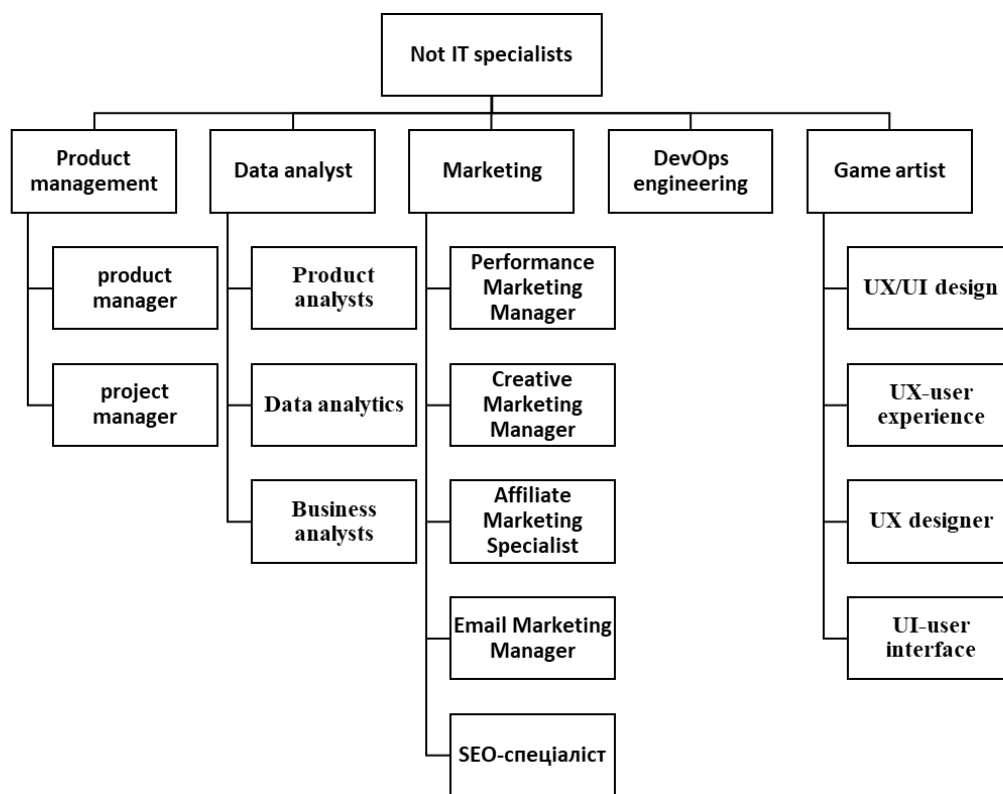 Not IT specialists
Product
management
Data analyst
Marketing
DevOps
engineering
Game artist
product
manager
project
manager
Product
analysts
Data analytics
Business
analysts
Performance
Marketing
Manager
Creative
Marketing
Manager
Affiliate
Marketing
Specialist
Email Marketing
Manager
SEO-спеціаліст
UX/UI design
UX-user
experience
UX designer
UI-user
interface